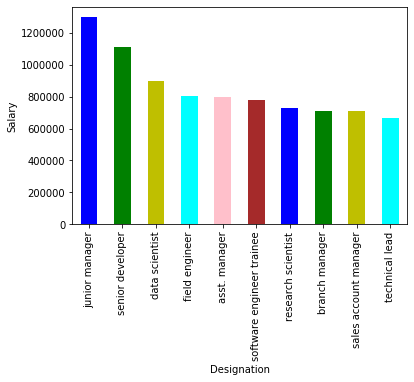 Salary
1200000
1000000
800000
600000
400000
200000
0
junior manager
senior developer
data scientist
field engineer
asst. manager
software engineer trainee
research scientist
branch manager
sales account manager
technical lead
Designation